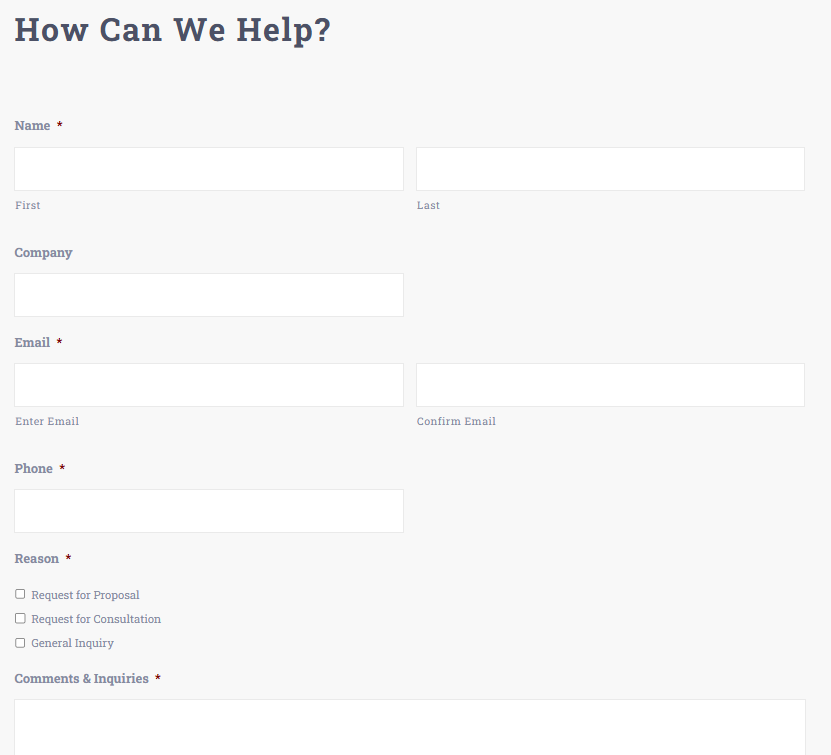 How Can We Help?
Name *
First Last
Company
Email *
Enter Email Confirm Email
Phone *
Reason *
Request for Proposal
Request for Consultation
General Inquiry
Comments & Inquiries *